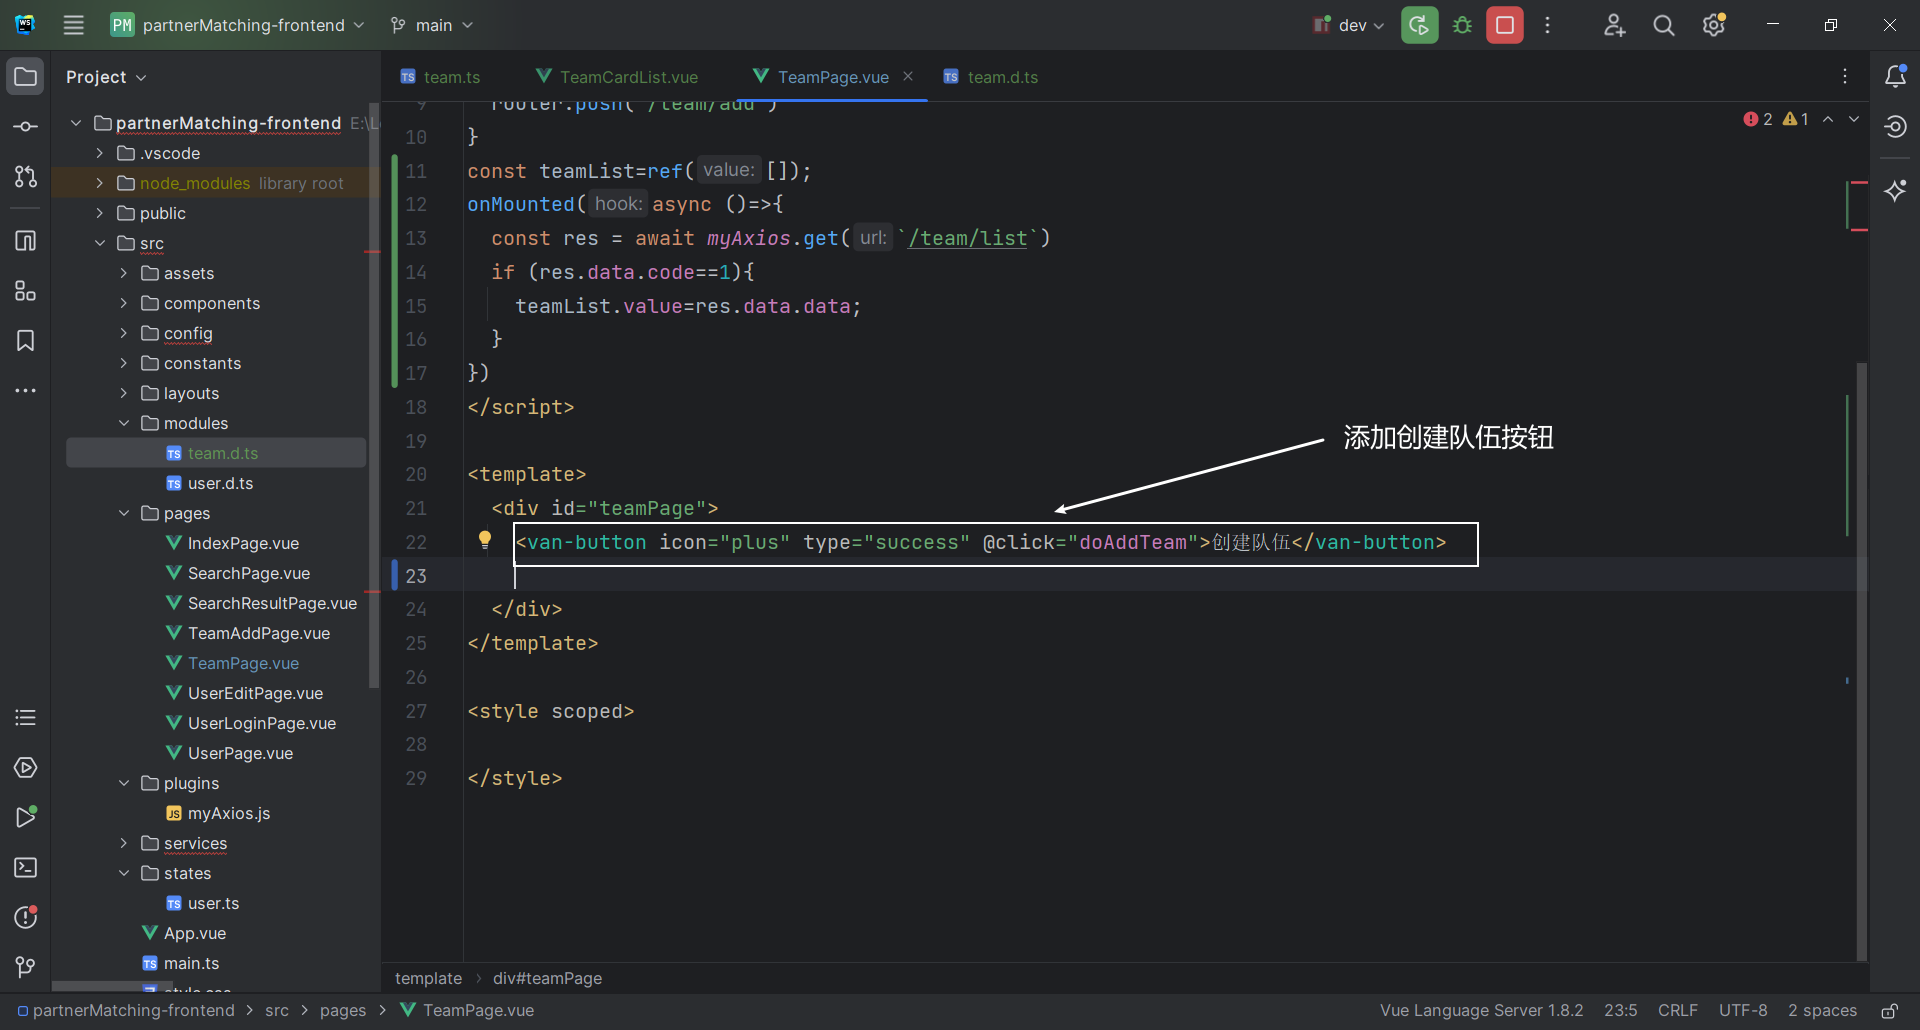 PM partnerMatching-frontend main dev
Project
team.ts TeamCardList.vue TeamPage.vue team.d.ts
partnerMatching-frontend E:\L
.vscode
node_modules library root
public
src
assets
components
config
constants
layouts
modules
team.d.ts
user.d.ts
pages
IndexPage.vue
SearchPage.vue
SearchResultPage.vue
TeamAddPage.vue
TeamPage.vue
UserEditPage.vue
UserLoginPage.vue
UserPage.vue
plugins
myAxios.js
services
states
user.ts
App.vue
main.ts
style.css
2 1
9 router.push("/team/add")
10 }
11 const teamList=ref( value: []);
12 onMounted( hook: async ()=>{
13 const res = await myAxios.get( url: `/team/list`)
14 if (res.data.code==1){
15 teamList.value=res.data.data;
16 }
17 })
18 </script>
19
20 <template>
21 <div id="teamPage">
22 <van-button icon="plus" type="success" @click="doAddTeam">创建队伍</van-button>
23
24 </div>
25 </template>
26
27 <style scoped>
28
29 </style>
添加创建队伍按钮
template › div#teamPage
partnerMatching-frontend > src > pages > TeamPage.vue
Vue Language Server 1.8.2 23:5 CRLF UTF-8 2 spaces